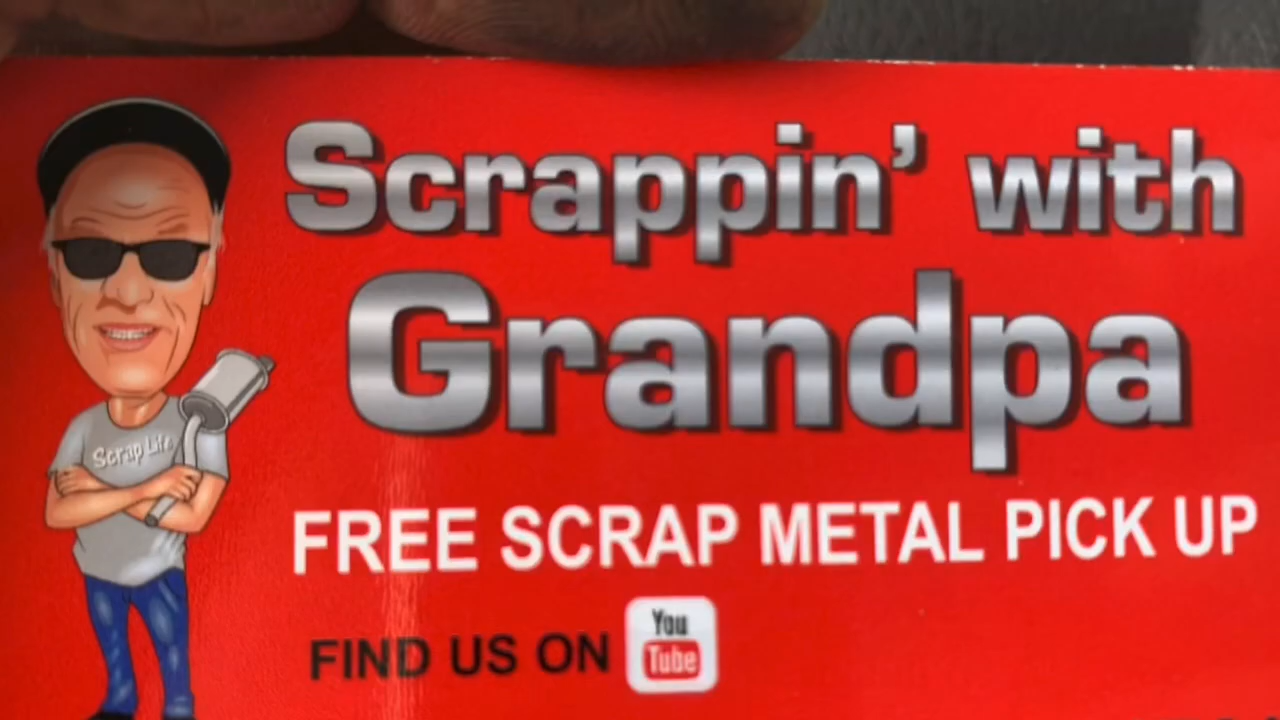 Scrappin' with
Grandpa
Scrap Life
FREE SCRAP METAL PICK UP
FIND US ON You
Tube